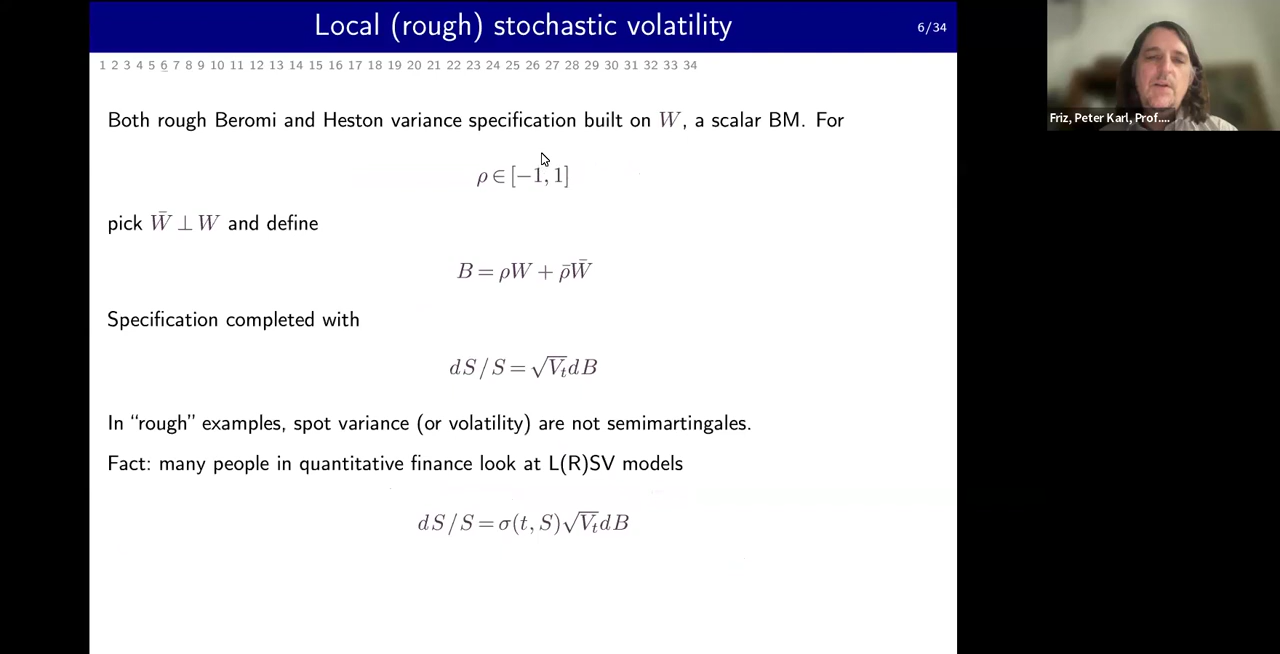 Local (rough) stochastic volatility
6/34
1 2 3 4 5 6 7 8 9 10 11 12 13 14 15 16 17 18 19 20 21 22 23 24 25 26 27 28 29 30 31 32 33 34
Both rough Beromi and Heston variance specification built on W, a scalar BM. For
ρ ∈ [−1, 1]
pick W̄ ⊥ W and define
B = ρW + ρ̄W̄
Specification completed with
dS/S = √V_t dB
In “rough” examples, spot variance (or volatility) are not semimartingales.
Fact: many people in quantitative finance look at L(R)SV models
dS/S = σ(t, S)√V_t dB
Friz, Peter Karl, Prof....